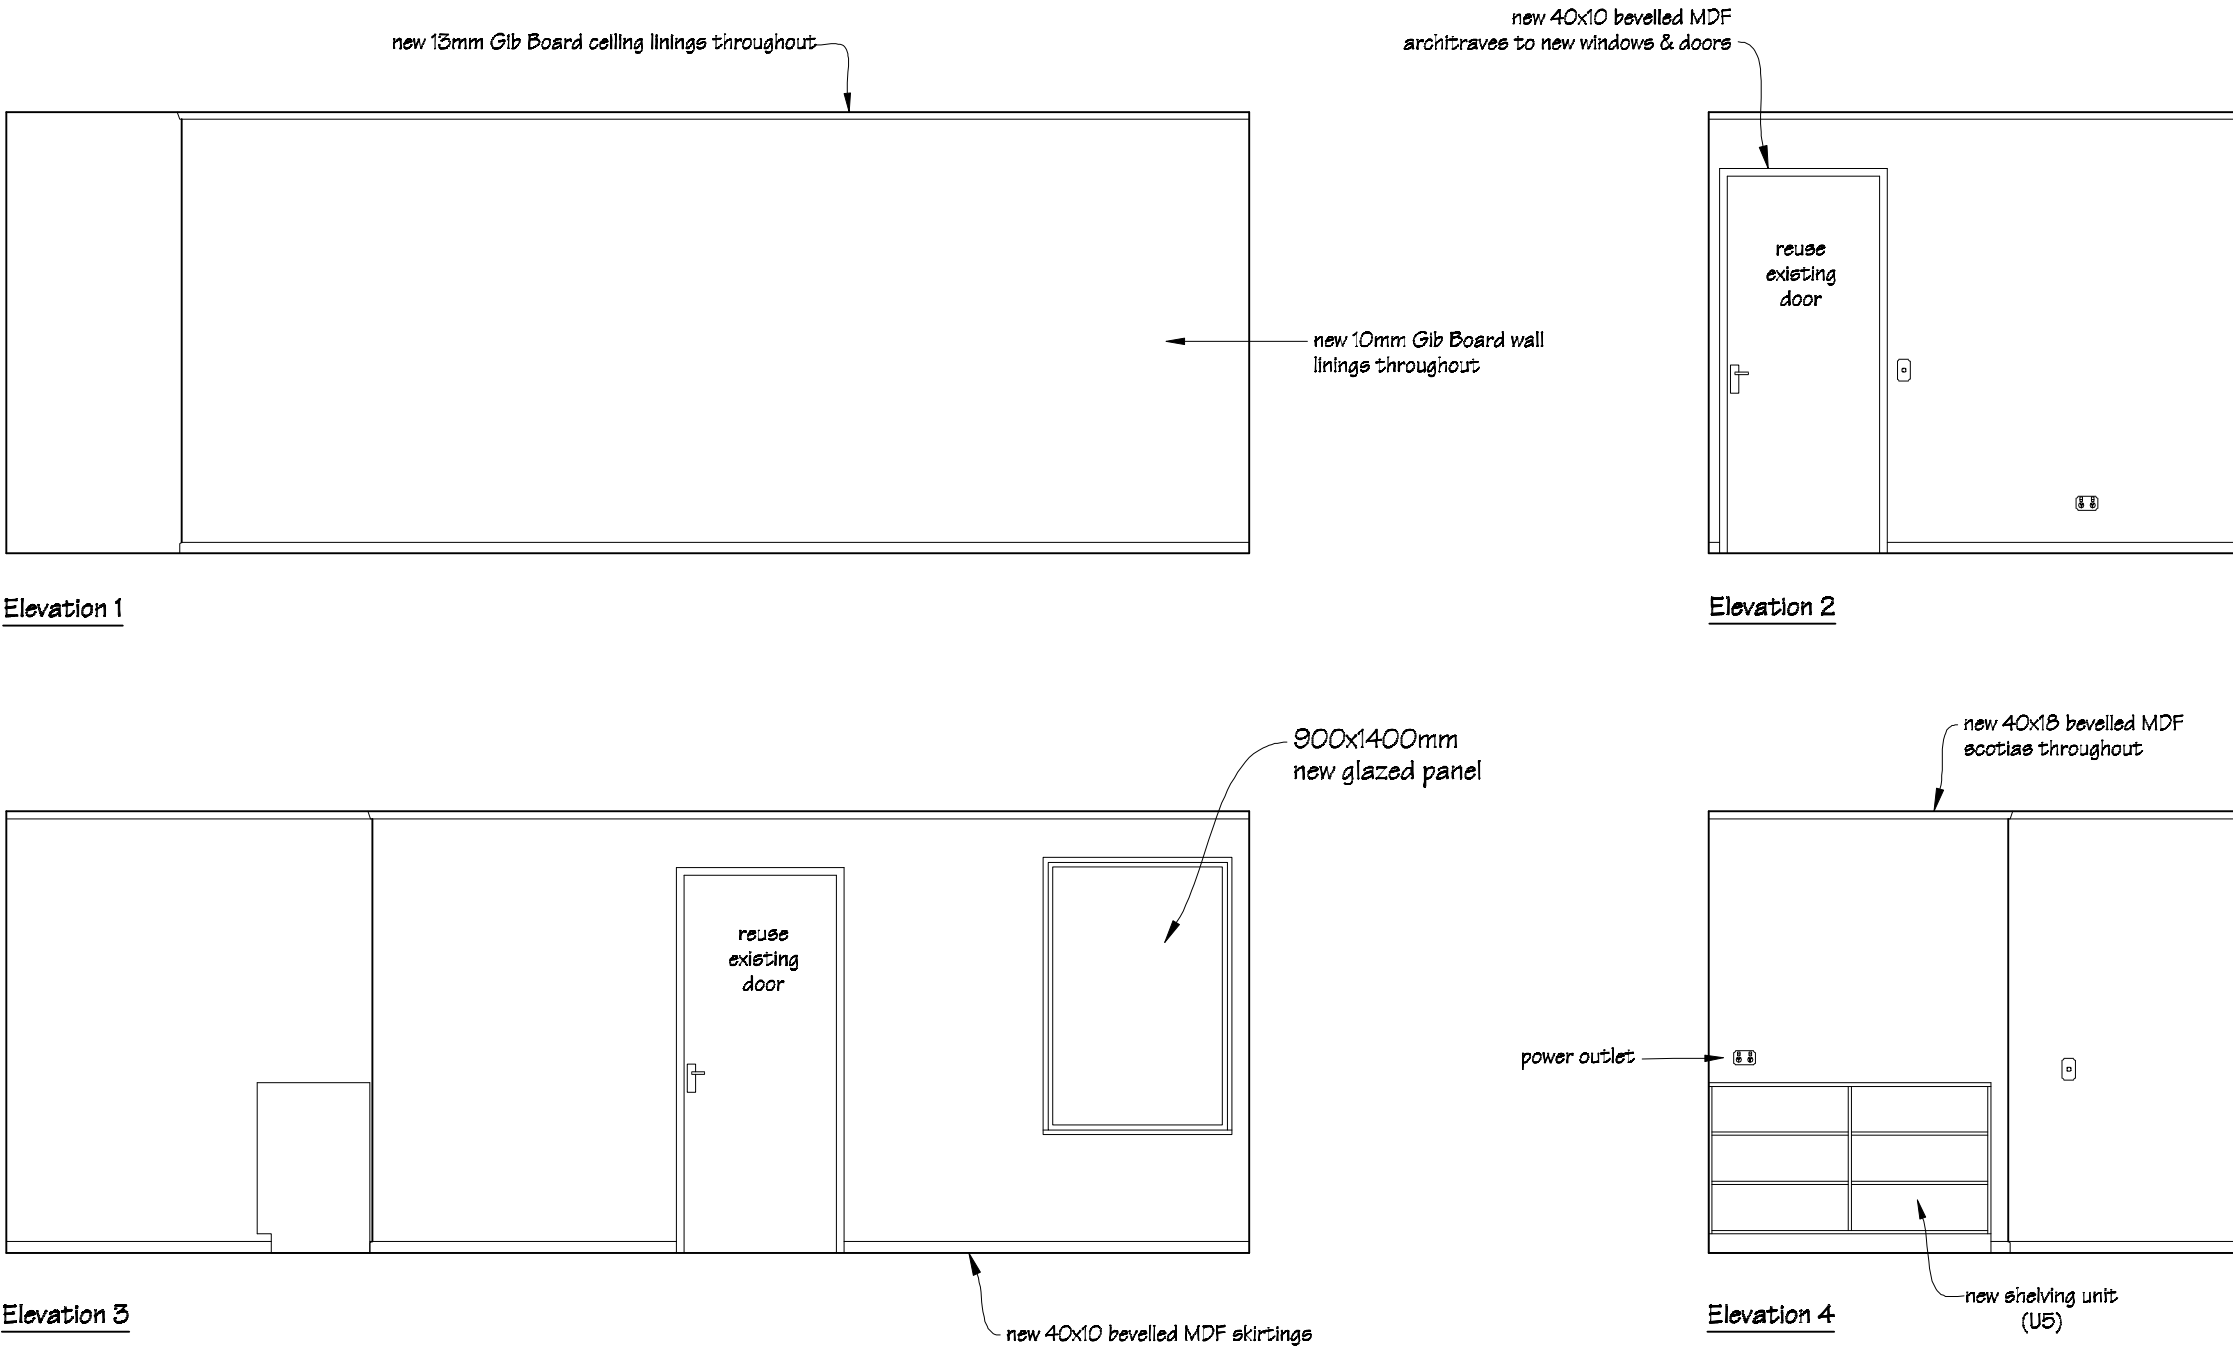 new 13mm Gib Board ceiling linings throughout
new 40x10 bevelled MDF
architraves to new windows & doors
reuse
existing
door
new 10mm Gib Board wall
linings throughout
Elevation 1
Elevation 2
900x1400mm
new glazed panel
new 40x18 bevelled MDF
scotias throughout
reuse
existing
door
power outlet
new shelving unit
(U5)
Elevation 3
Elevation 4
new 40x10 bevelled MDF skirtings